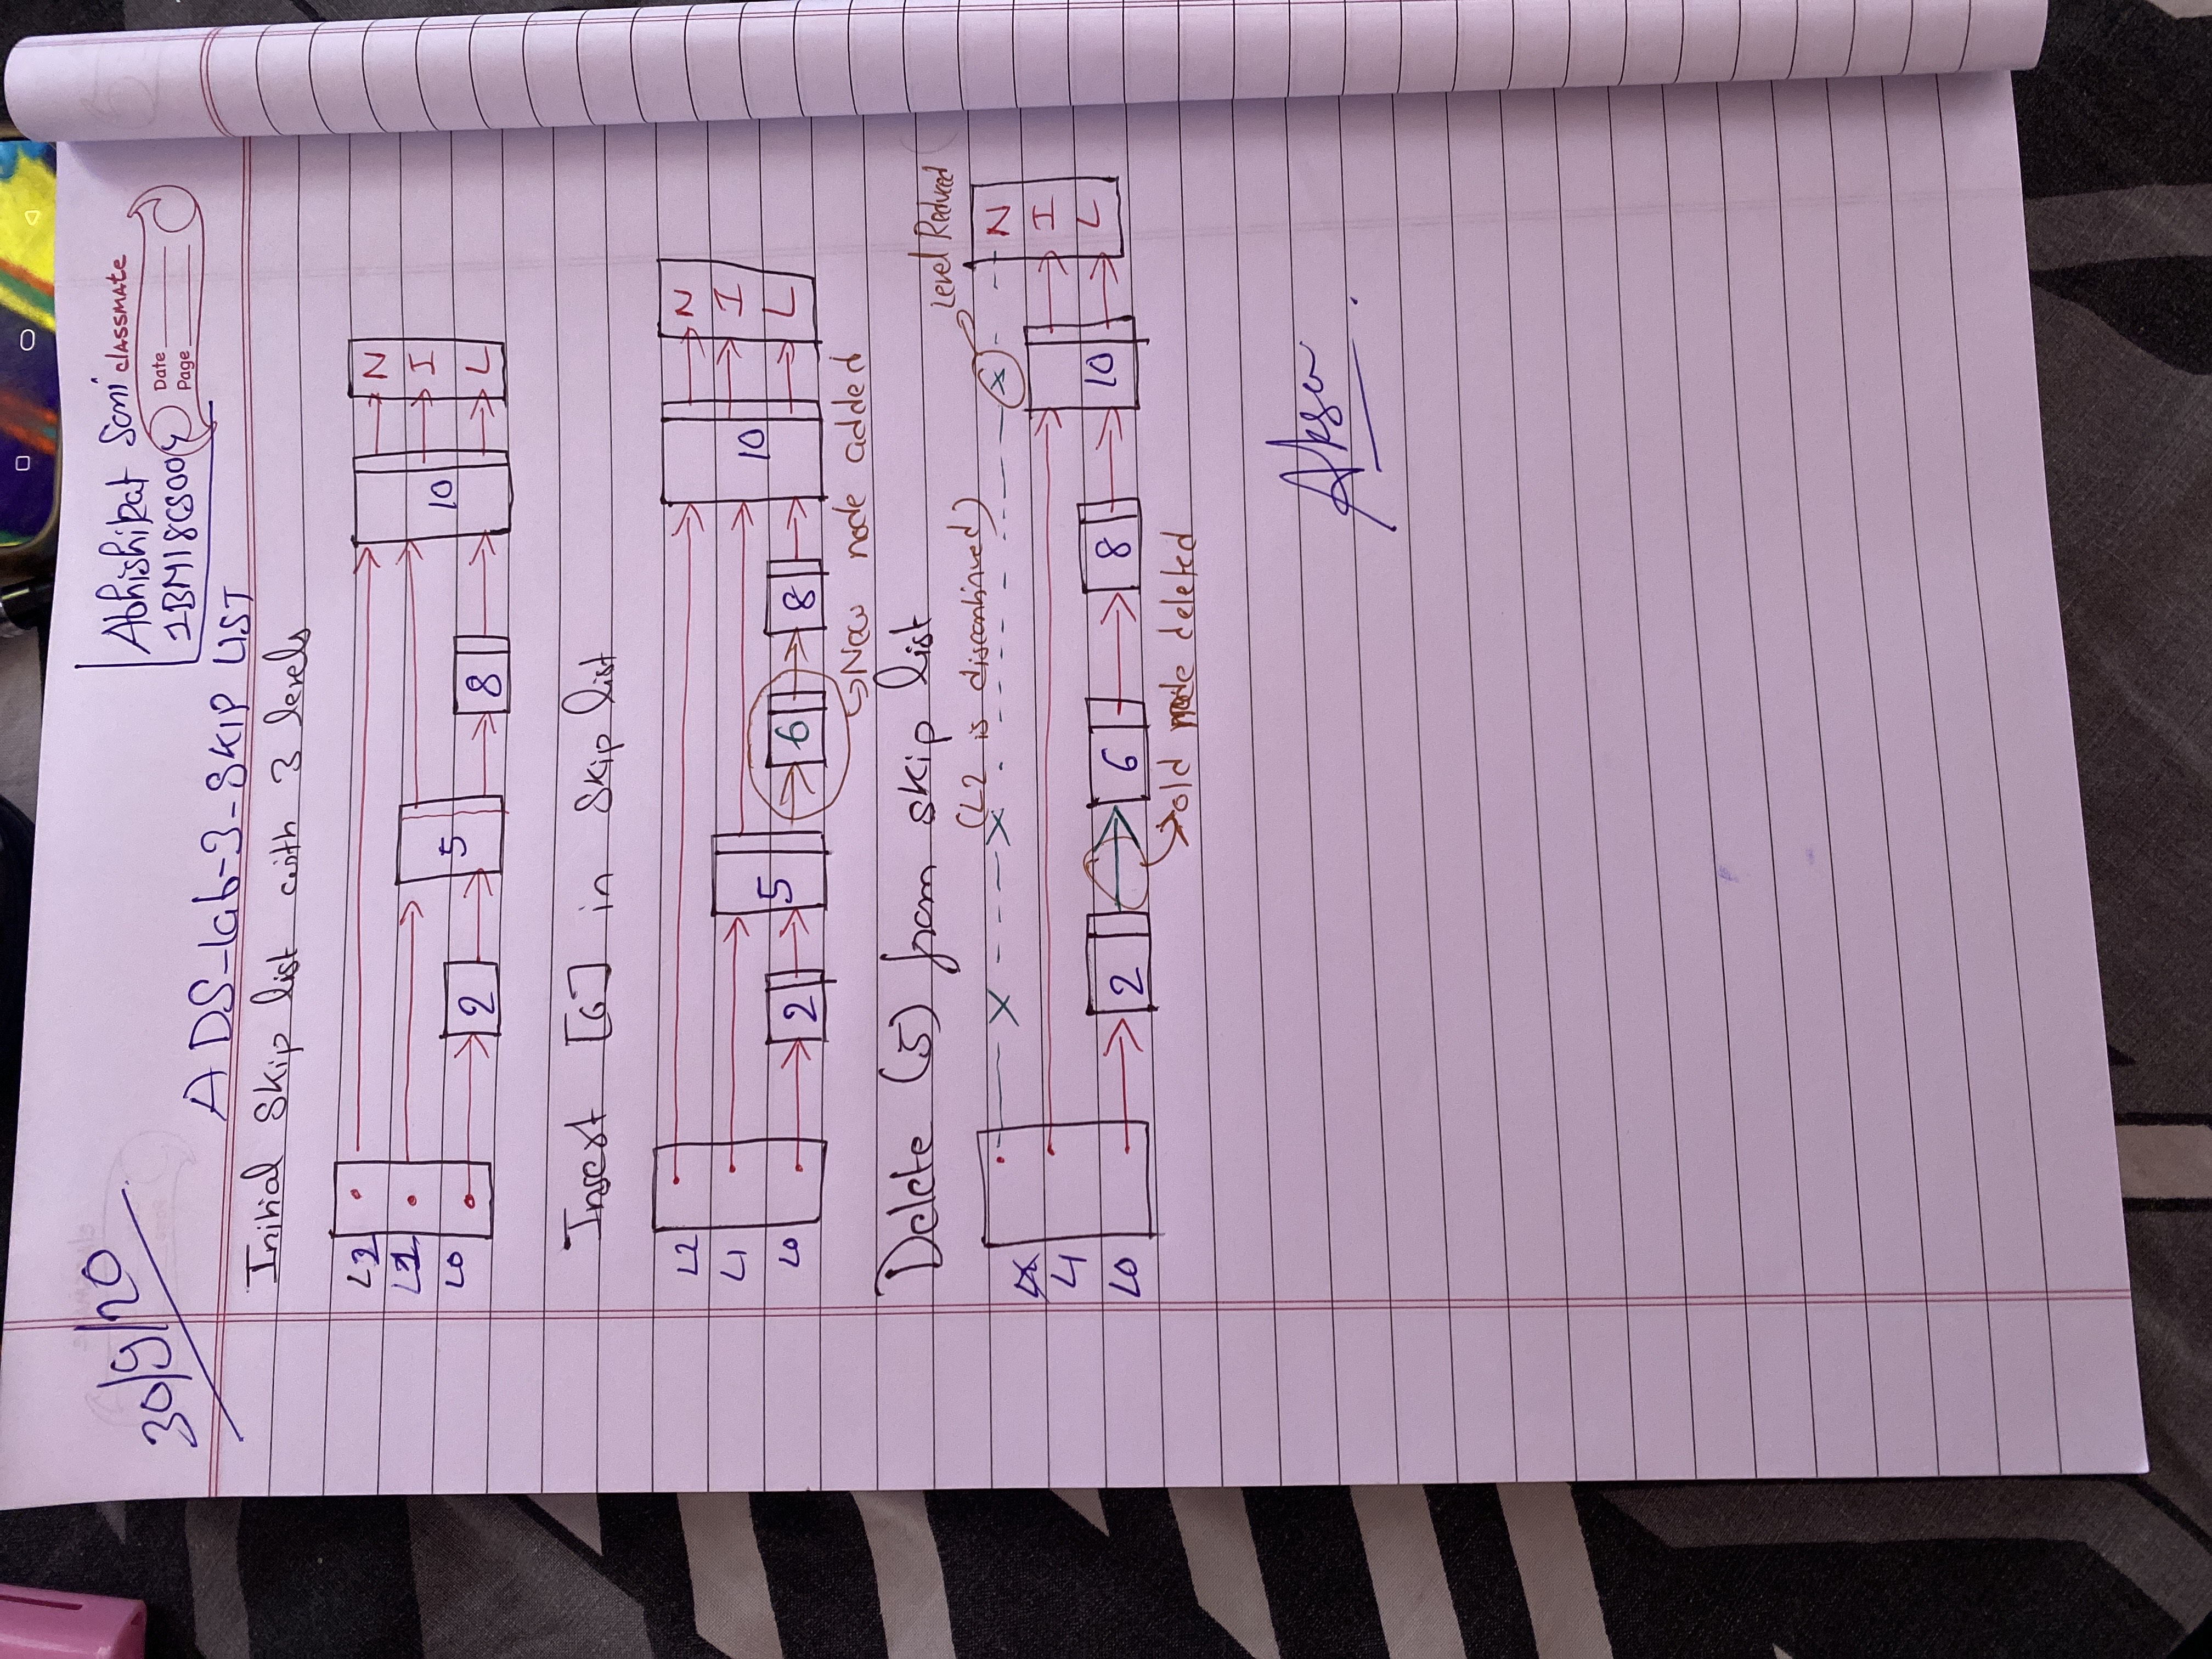 30/9/20
Abhishikat Soni
1BM18CS004
classmate
Date
Page
ADS-lab-3-SKIP LIST
Initial Skip list with 3 levels
L2
L1
L0
2 5 8 10
N
I
L
Insert [6] in Skip list
L2
L1
L0
2 5 6 8 10
N
I
L
New node added
Delete (5) from skip list
Level Reduced
(L2 is discontinued)
L1
L0
2 6 8 10
N
I
L
old node deleted